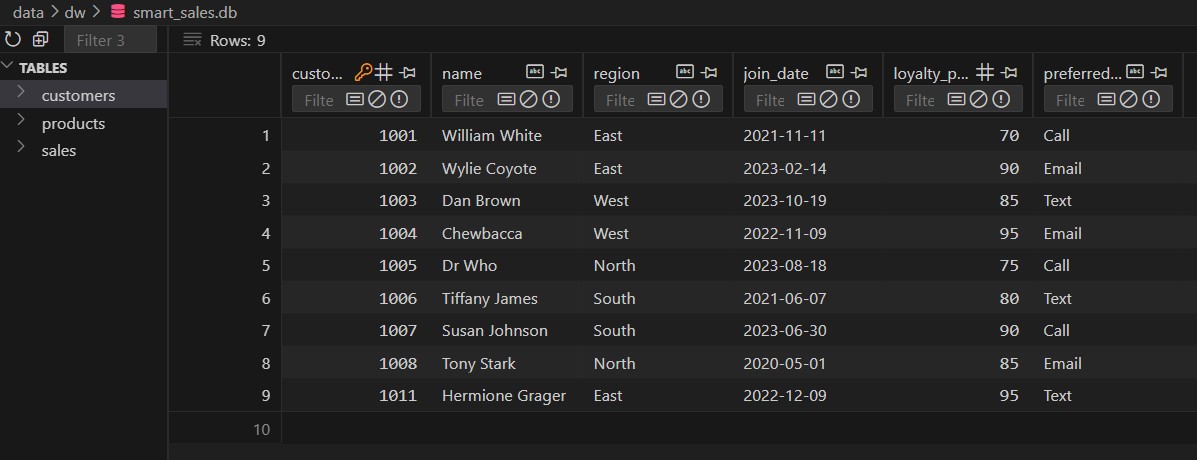 data > dw > smart_sales.db
Filter 3 Rows: 9
TABLES
customers
products
sales
custo... name region join_date loyalty_p... preferred...
Filte Filte Filte Filte Filte Filte
1 1001 William White East 2021-11-11 70 Call
2 1002 Wylie Coyote East 2023-02-14 90 Email
3 1003 Dan Brown West 2023-10-19 85 Text
4 1004 Chewbacca West 2022-11-09 95 Email
5 1005 Dr Who North 2023-08-18 75 Call
6 1006 Tiffany James South 2021-06-07 80 Text
7 1007 Susan Johnson South 2023-06-30 90 Call
8 1008 Tony Stark North 2020-05-01 85 Email
9 1011 Hermione Grager East 2022-12-09 95 Text
10